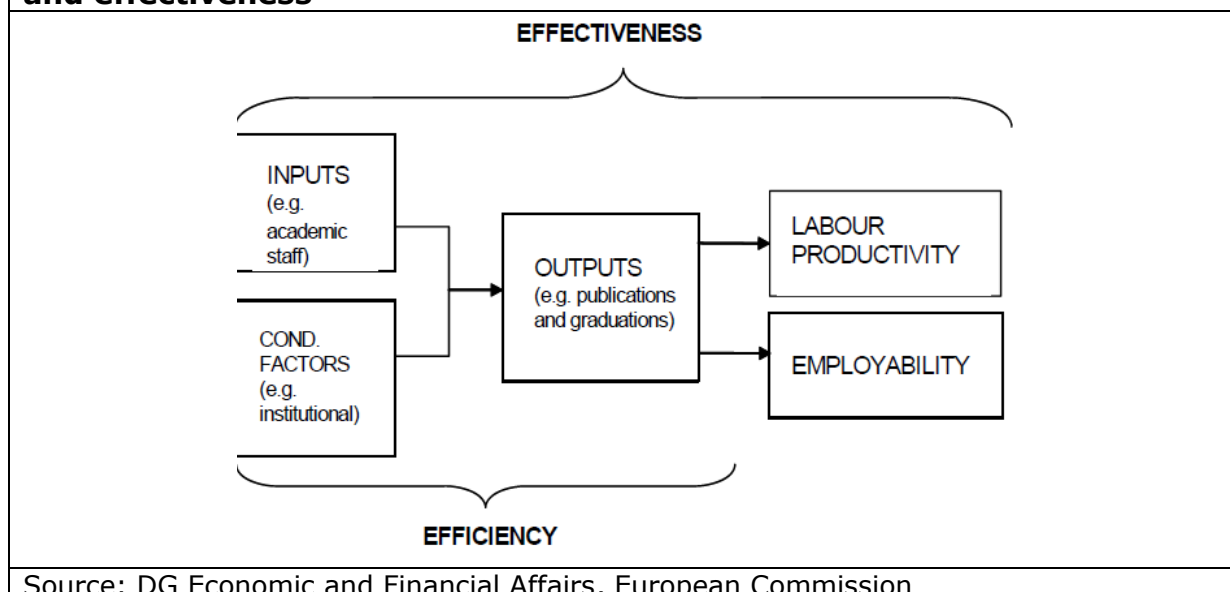 and effectiveness
EFFECTIVENESS
INPUTS
(e.g.
academic
staff)
COND.
FACTORS
(e.g.
institutional)
OUTPUTS
(e.g. publications
and graduations)
LABOUR
PRODUCTIVITY
EMPLOYABILITY
EFFICIENCY
Source: DG Economic and Financial Affairs, European Commission